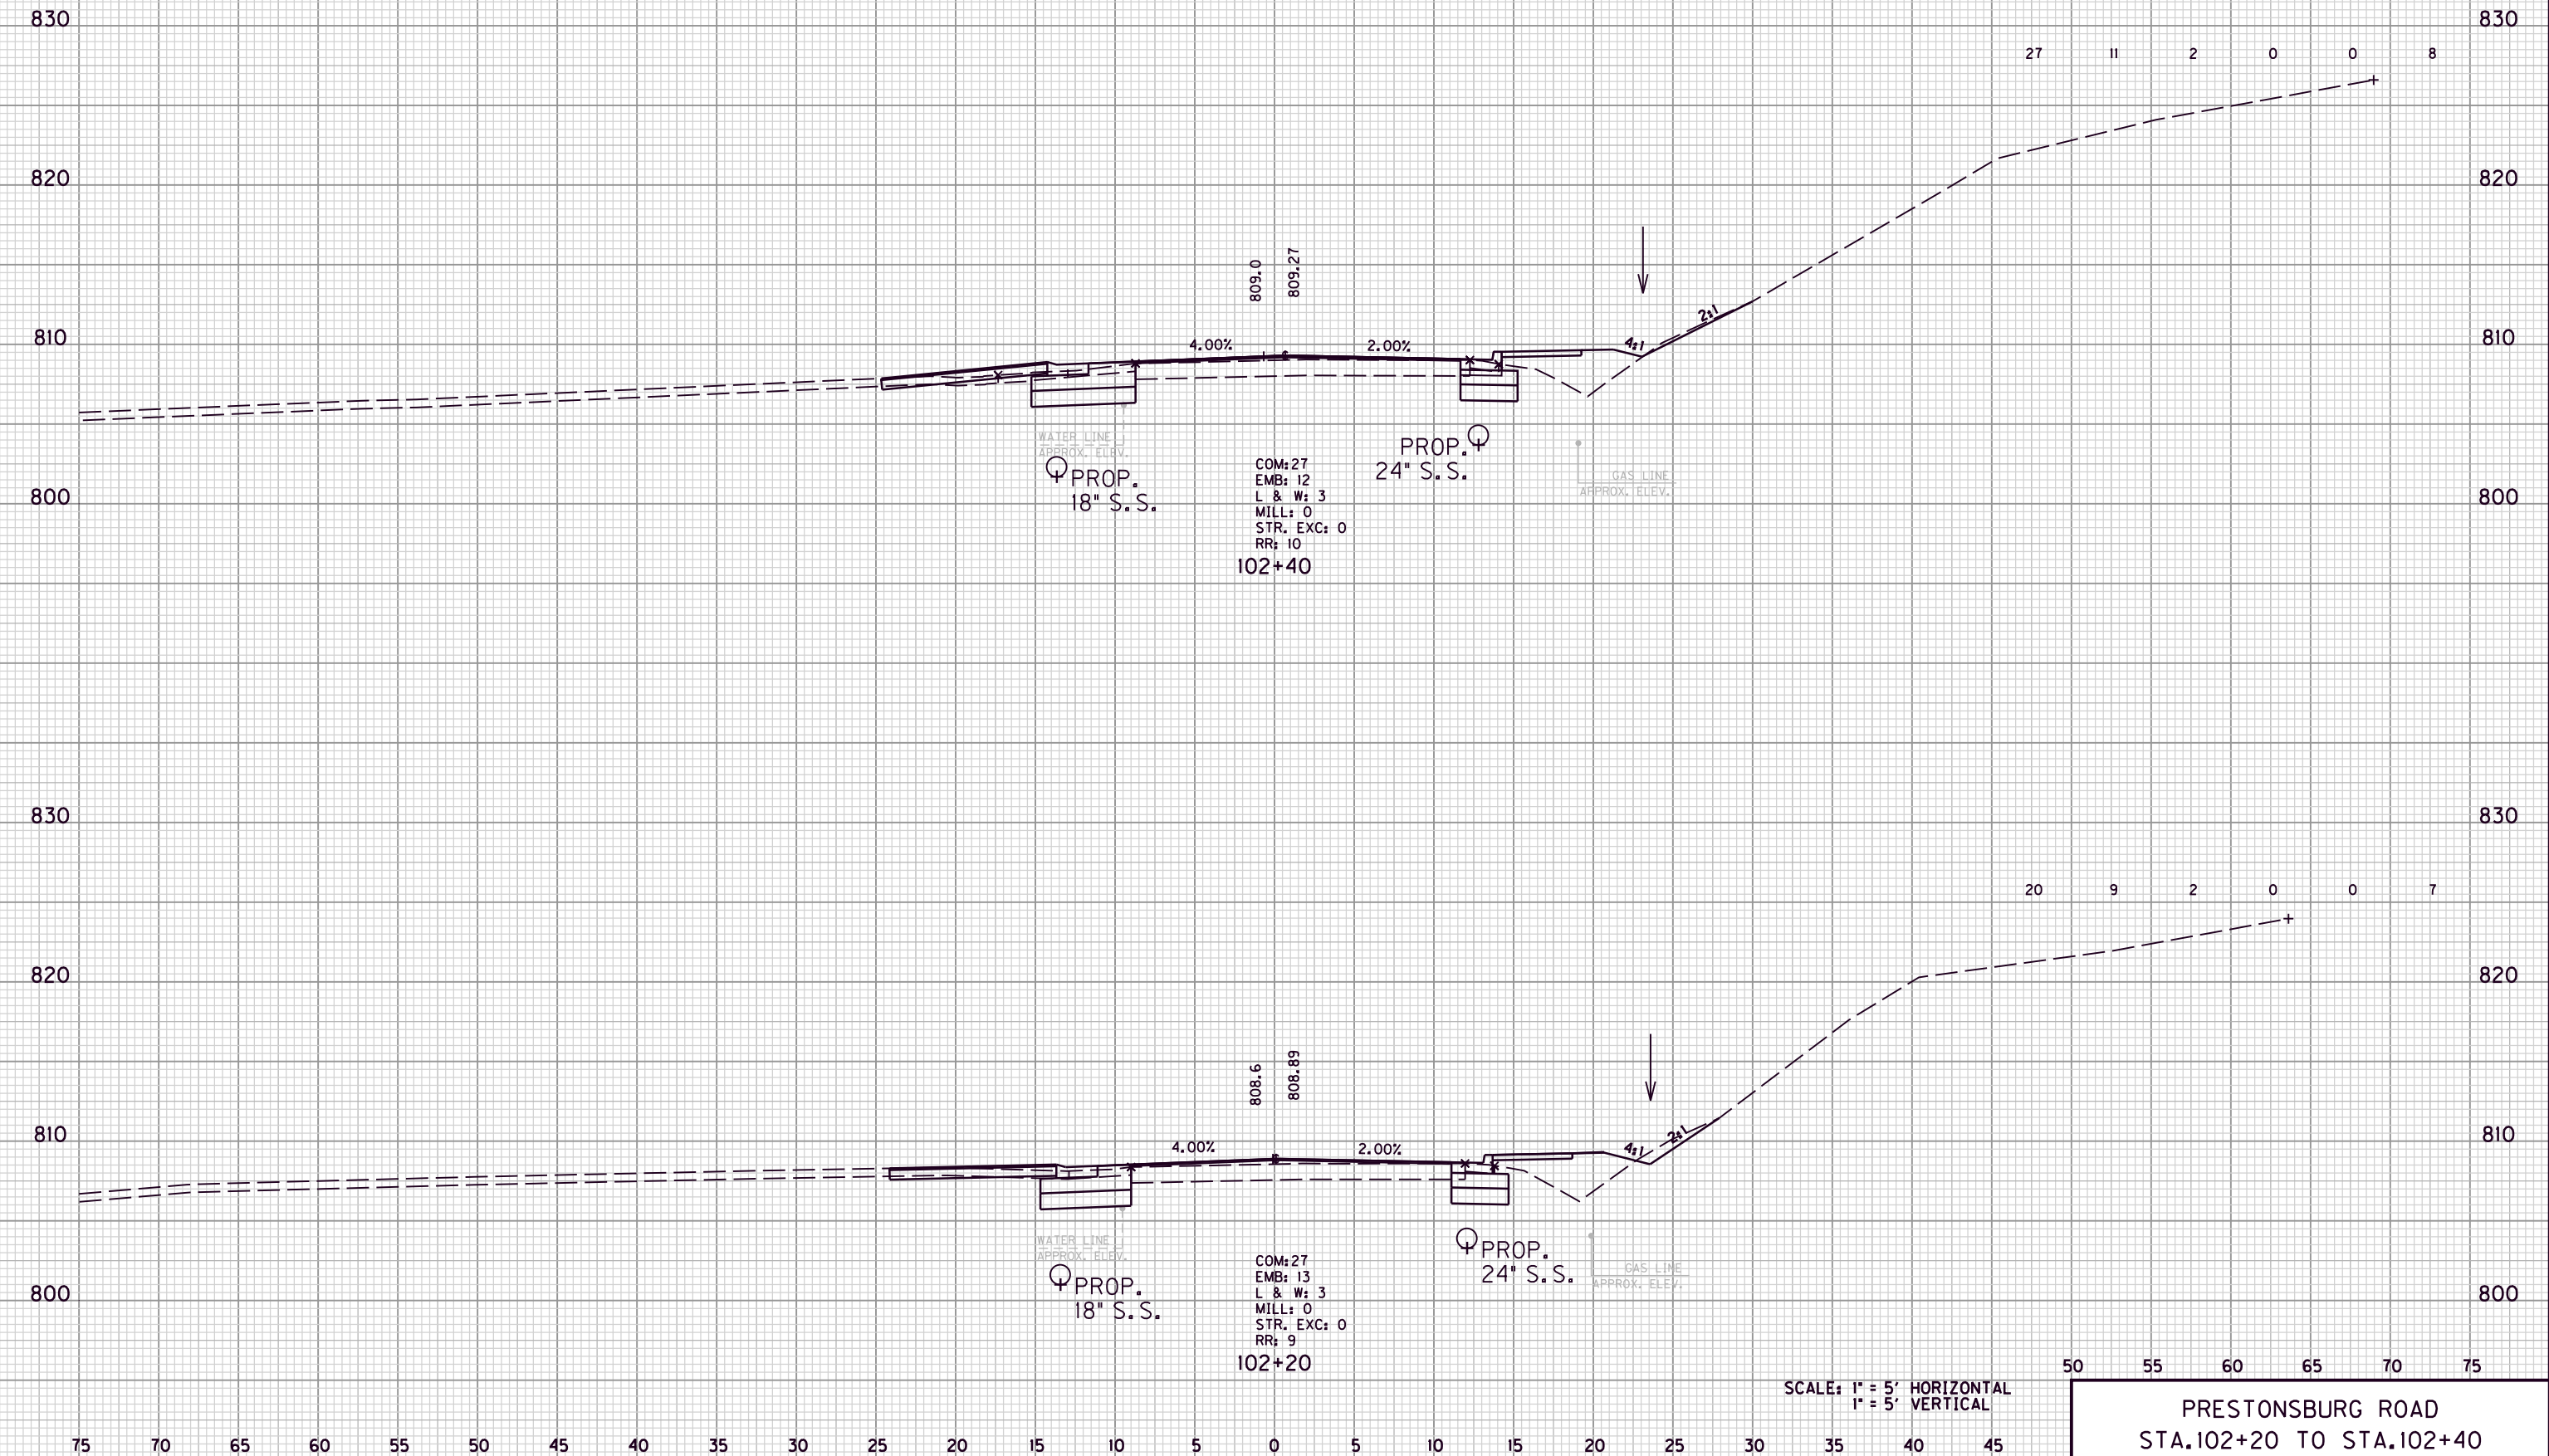 830 830
27 11 2 0 0 8
820 820
809.0 809.27
2:1
810 4.00% 2.00% 4:1 810
WATER LINE
APPROX. ELEV.
PROP.
18" S.S.
PROP.
24" S.S.
GAS LINE
APPROX. ELEV.
800 800
COM:27
EMB: 12
L & W: 3
MILL: 0
STR. EXC: 0
RR: 10
102+40
830 830
20 9 2 0 0 7
820 820
808.6 808.89
810 4.00% 2.00% 4:1 2:1 810
WATER LINE
APPROX. ELEV.
PROP.
18" S.S.
PROP.
24" S.S.
GAS LINE
APPROX. ELEV.
800 800
COM:27
EMB: 13
L & W: 3
MILL: 0
STR. EXC: 0
RR: 9
102+20
50 55 60 65 70 75
SCALE: 1" = 5' HORIZONTAL
1" = 5' VERTICAL
PRESTONSBURG ROAD
STA.102+20 TO STA.102+40
75 70 65 60 55 50 45 40 35 30 25 20 15 10 5 0 5 10 15 20 25 30 35 40 45